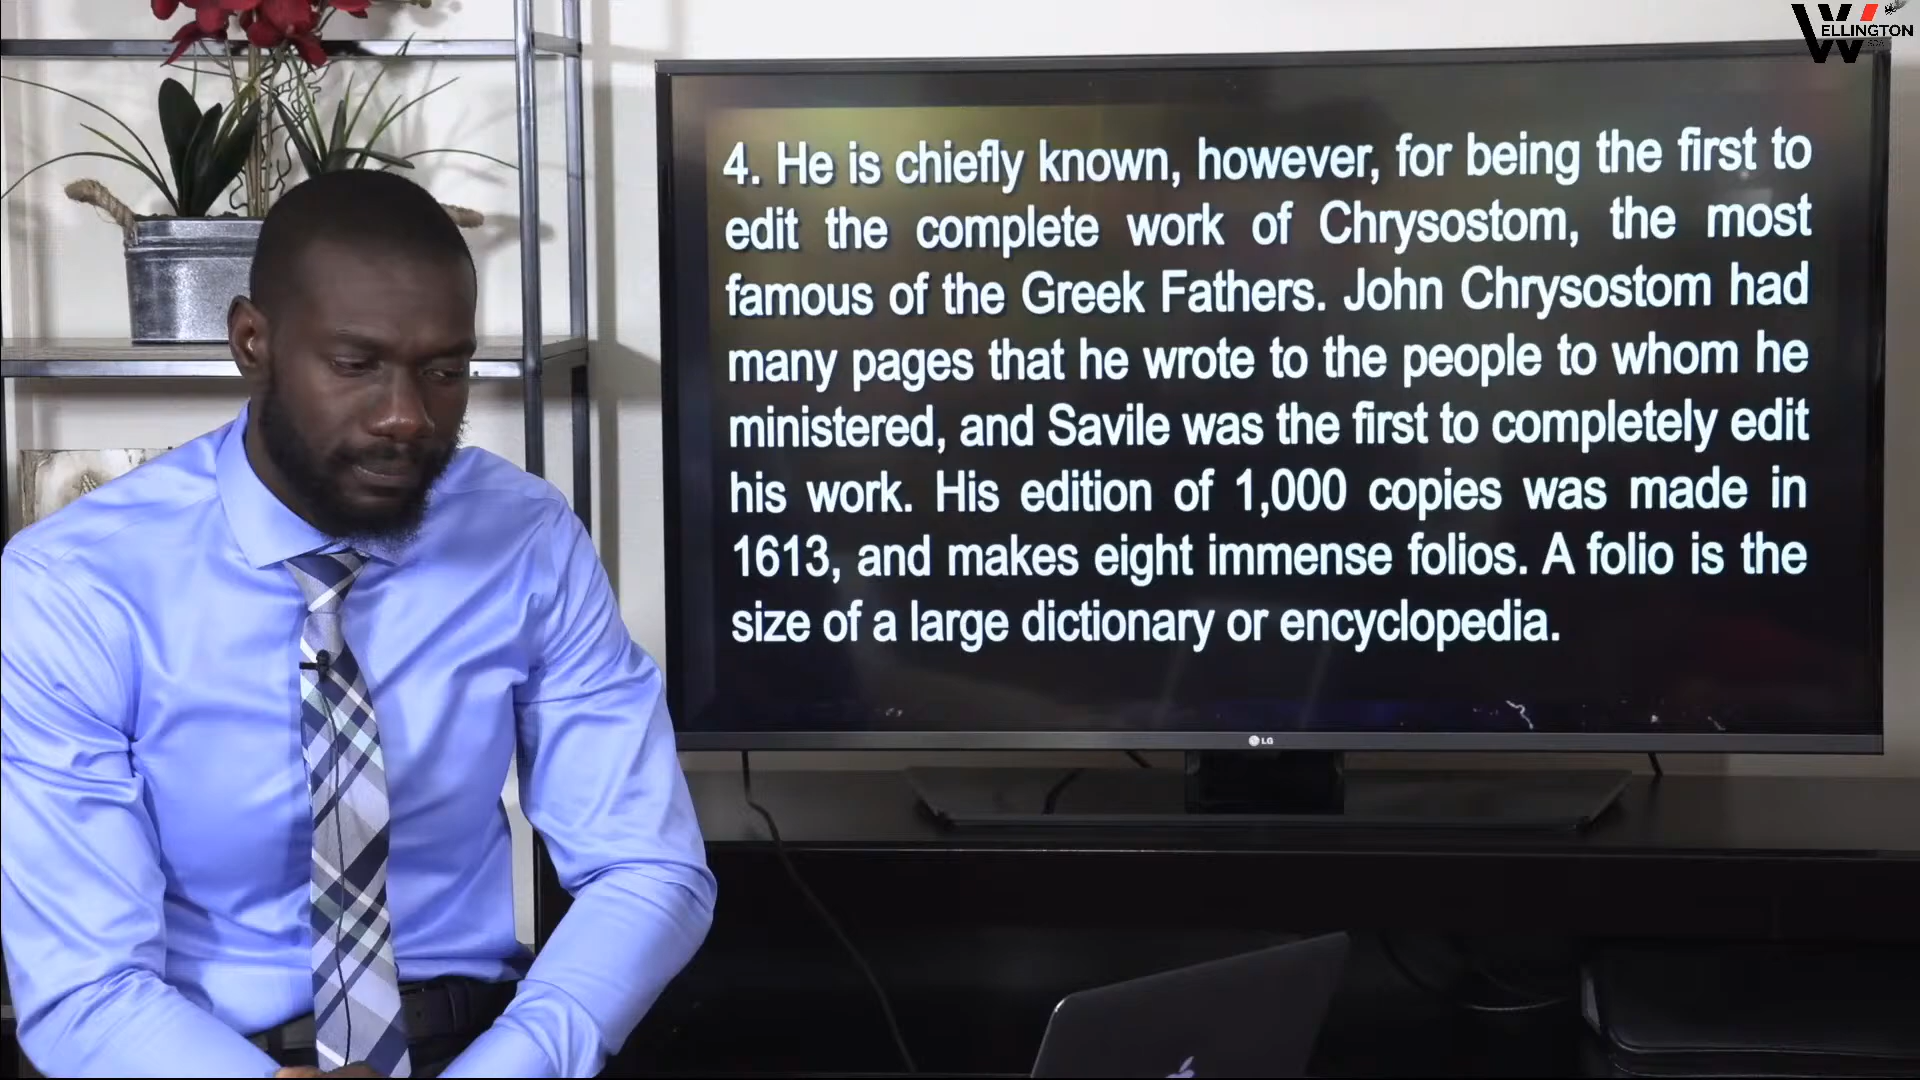 WELLINGTON
SDA
4. He is chiefly known, however, for being the first to
edit the complete work of Chrysostom, the most
famous of the Greek Fathers. John Chrysostom had
many pages that he wrote to the people to whom he
ministered, and Savile was the first to completely edit
his work. His edition of 1,000 copies was made in
1613, and makes eight immense folios. A folio is the
size of a large dictionary or encyclopedia.
LG